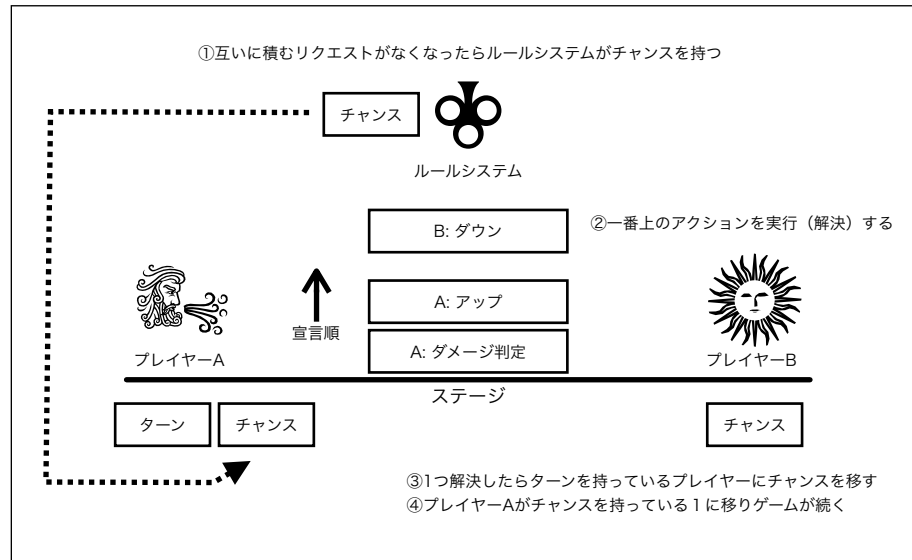 ①互いに積むリクエストがなくなったらルールシステムがチャンスを持つ
チャンス
ルールシステム
B: ダウン
②一番上のアクションを実行（解決）する
A: アップ
宣言順
A: ダメージ判定
プレイヤーA
プレイヤーB
ステージ
ターン
チャンス
チャンス
③1つ解決したらターンを持っているプレイヤーにチャンスを移す
④プレイヤーAがチャンスを持っている１に移りゲームが続く